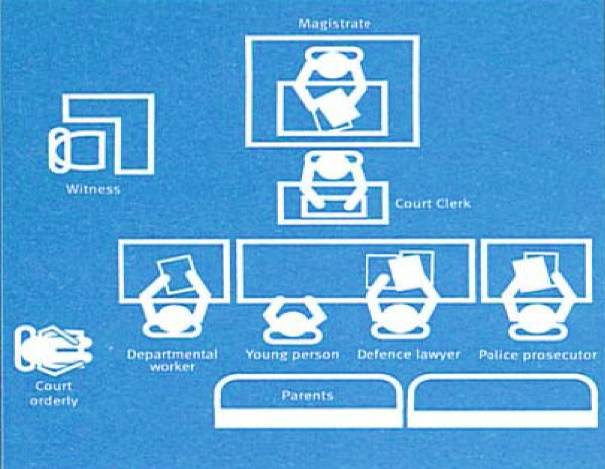 Magistrate
Witness
Court Clerk
Departmental
worker
Young person
Defence lawyer
Police prosecutor
Court
orderly
Parents